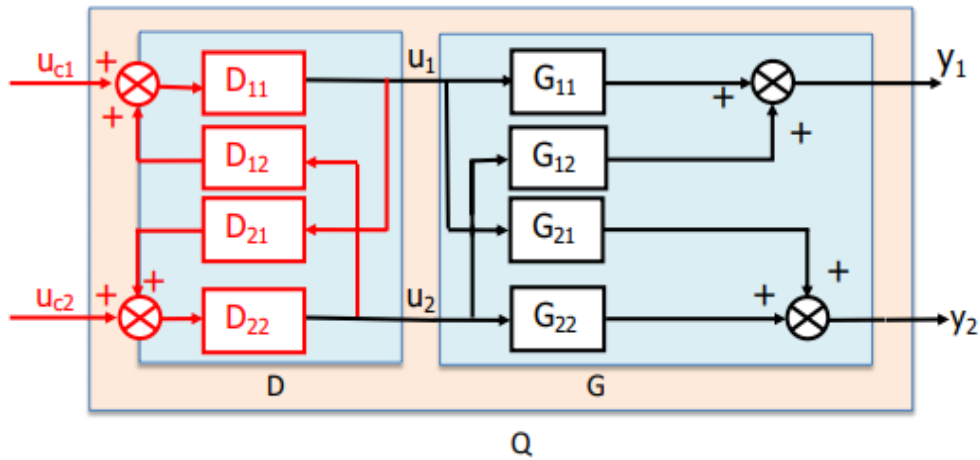 u_c1 + D_11 u_1 G_11 + y_1
+ D_12 G_12 +
D_21 G_21
u_c2 + + D_22 u_2 G_22 + + y_2
D G
Q